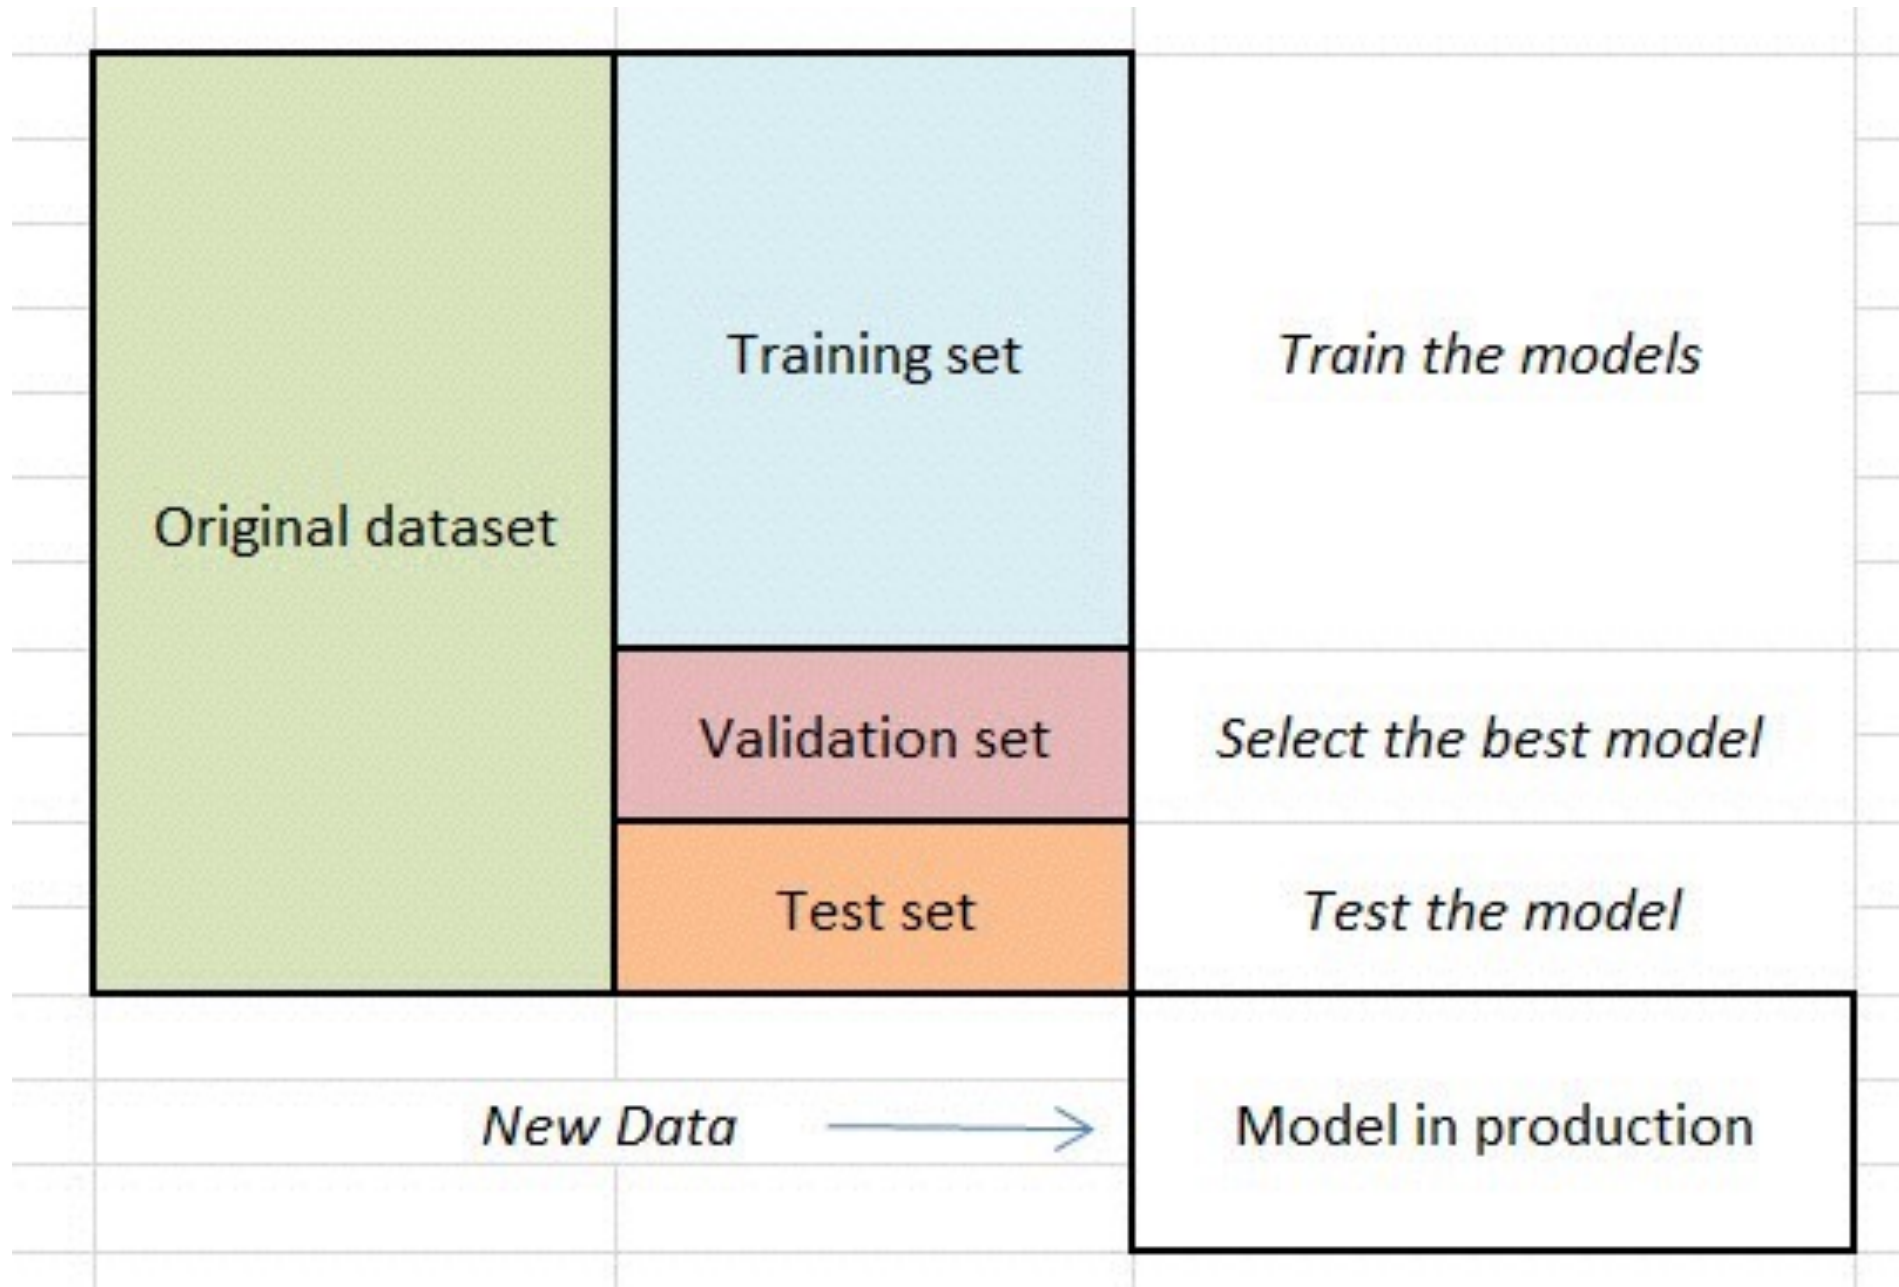 Original dataset
Training set
Train the models
Validation set
Select the best model
Test set
Test the model
New Data
Model in production